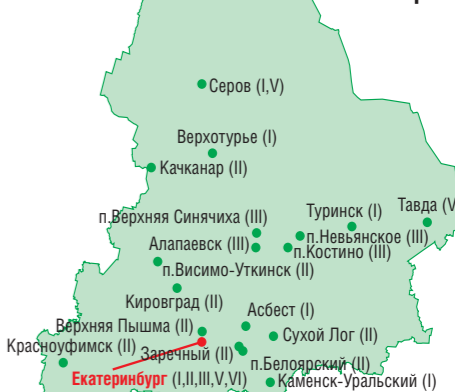 Серов (I,V)
Верхотурье (I)
Качканар (II)
Тавда (V
Туринск (I)
п.Верхняя Синячиха (III)
п.Невьянское (III)
Алапаевск (III)
п.Костино (III)
п.Висимо-Уткинск (II)
Кировград (II)
Асбест (I)
Верхняя Пышма (II)
Сухой Лог (II)
Красноуфимск (II)
Заречный (II)
п.Белоярский (II)
Екатеринбург (I,II,III,V,VI)
Каменск-Уральский (I)